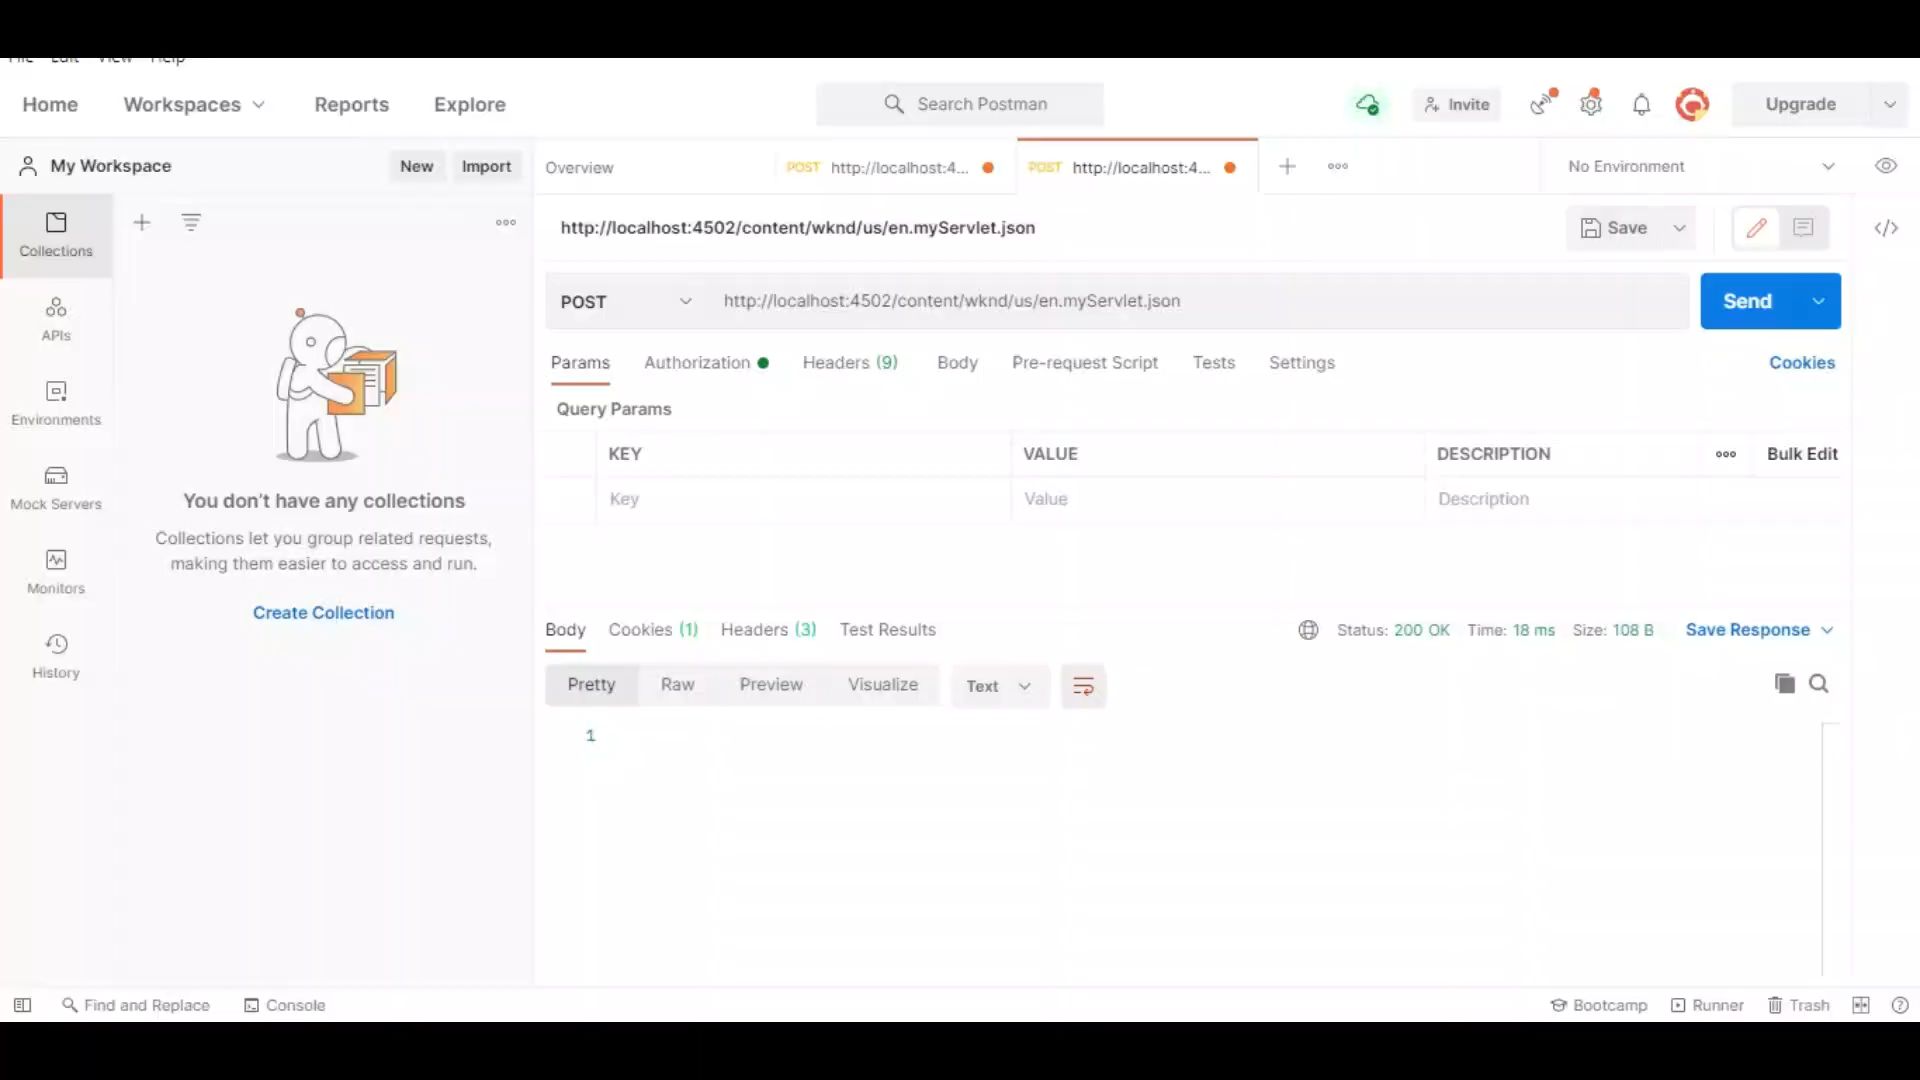 File Edit View Help
Home Workspaces Reports Explore Search Postman Invite Upgrade
My Workspace New Import Overview POST http://localhost:4... POST http://localhost:4... No Environment
http://localhost:4502/content/wknd/us/en.myServlet.json Save
Collections
POST http://localhost:4502/content/wknd/us/en.myServlet.json Send
APIs
Params Authorization Headers (9) Body Pre-request Script Tests Settings Cookies
Environments
Query Params
KEY VALUE DESCRIPTION Bulk Edit
Key Value Description
Mock Servers
You don't have any collections
Collections let you group related requests,
making them easier to access and run.
Monitors
Create Collection
Body Cookies (1) Headers (3) Test Results Status: 200 OK Time: 18 ms Size: 108 B Save Response
History
Pretty Raw Preview Visualize Text
1
Find and Replace Console Bootcamp Runner Trash